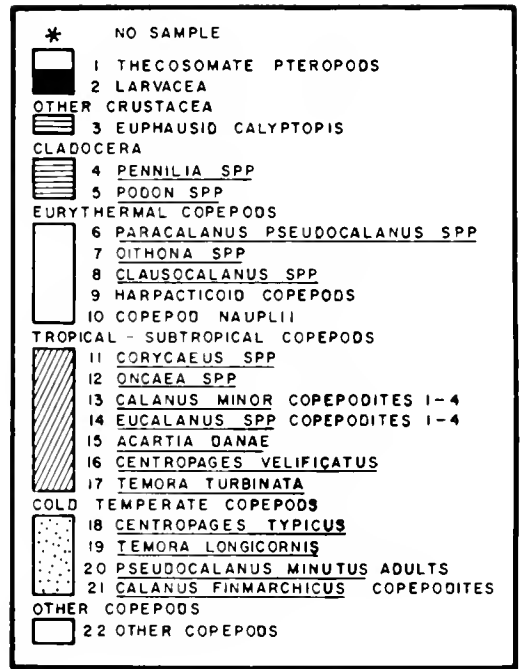 * NO SAMPLE
1 THECOSOMATE PTEROPODS
2 LARVACEA
OTHER CRUSTACEA
3 EUPHAUSID CALYPTOPIS
CLADOCERA
4 PENNILIA SPP
5 PODON SPP
EURYTHERMAL COPEPODS
6 PARACALANUS PSEUDOCALANUS SPP
7 OITHONA SPP
8 CLAUSOCALANUS SPP
9 HARPACTICOID COPEPODS
10 COPEPOD NAUPLII
TROPICAL - SUBTROPICAL COPEPODS
11 CORYCAEUS SPP
12 ONCAEA SPP
13 CALANUS MINOR COPEPODITES 1-4
14 EUCALANUS SPP COPEPODITES 1-4
15 ACARTIA DANAE
16 CENTROPAGES VELIFICATUS
17 TEMORA TURBINATA
COLD TEMPERATE COPEPODS
18 CENTROPAGES TYPICUS
19 TEMORA LONGICORNIS
20 PSEUDOCALANUS MINUTUS ADULTS
21 CALANUS FINMARCHICUS COPEPODITES
OTHER COPEPODS
22 OTHER COPEPODS